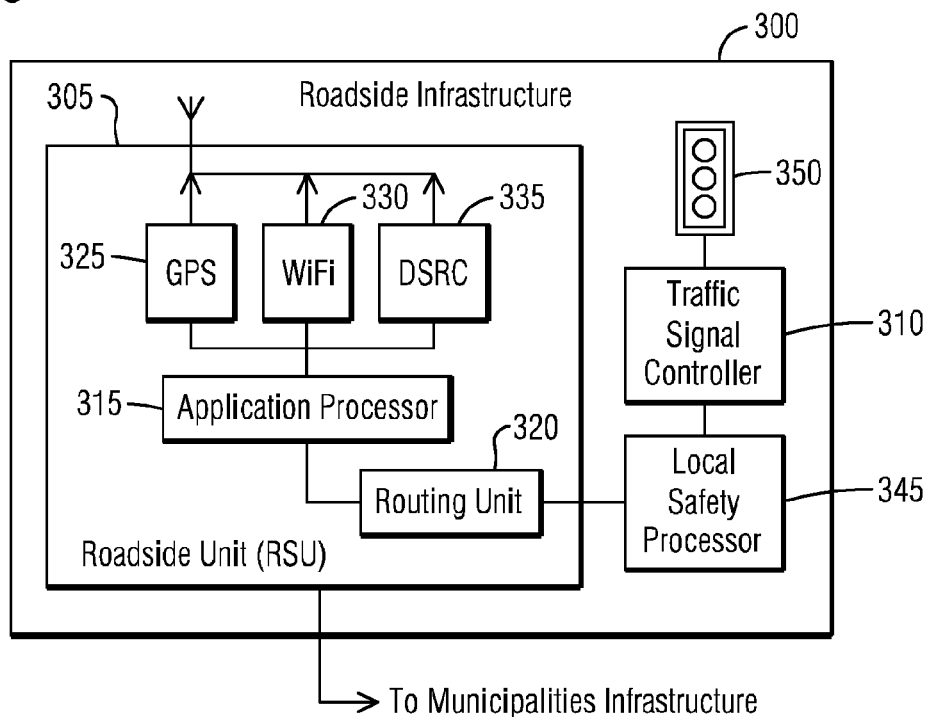 300
305
Roadside Infrastructure
330
335
350
325
GPS
WiFi
DSRC
Traffic
Signal
Controller
310
315
Application Processor
320
Routing Unit
Local
Safety
Processor
345
Roadside Unit (RSU)
To Municipalities Infrastructure